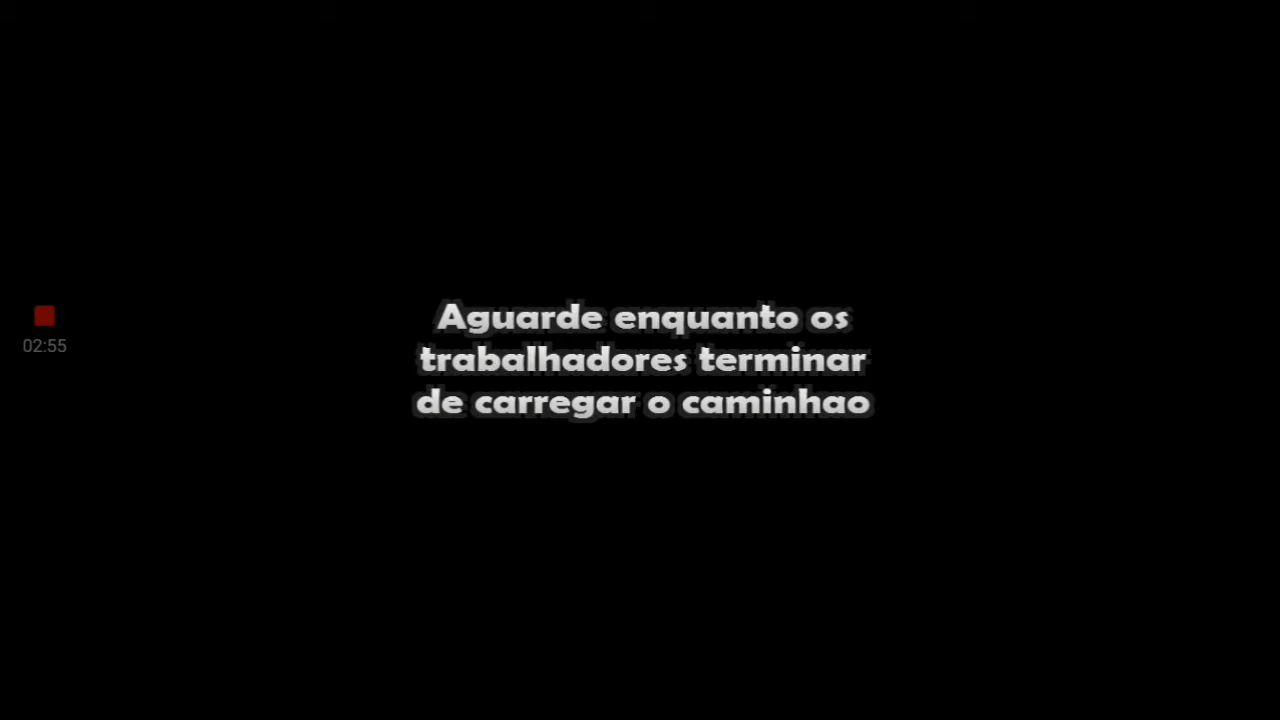 Aguarde enquanto os
trabalhadores terminar
de carregar o caminhao
02:55